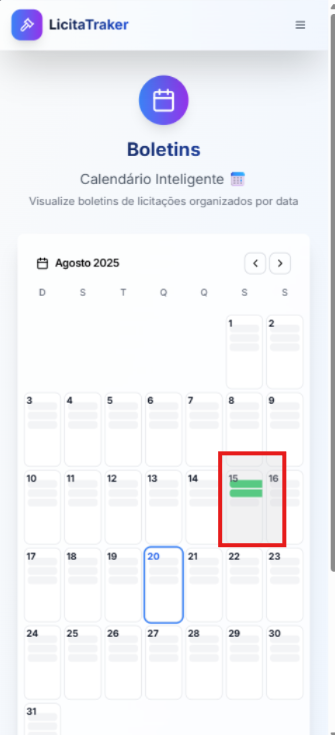 LicitaTraker
Boletins
Calendário Inteligente
Visualize boletins de licitações organizados por data
Agosto 2025
D S T Q Q S S
1 2
3 4 5 6 7 8 9
10 11 12 13 14 15 16
17 18 19 20 21 22 23
24 25 26 27 28 29 30
31